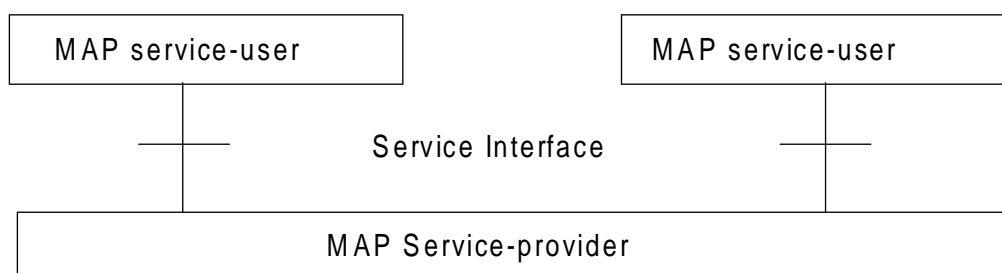 MAP service-user
MAP service-user
Service Interface
MAP Service-provider